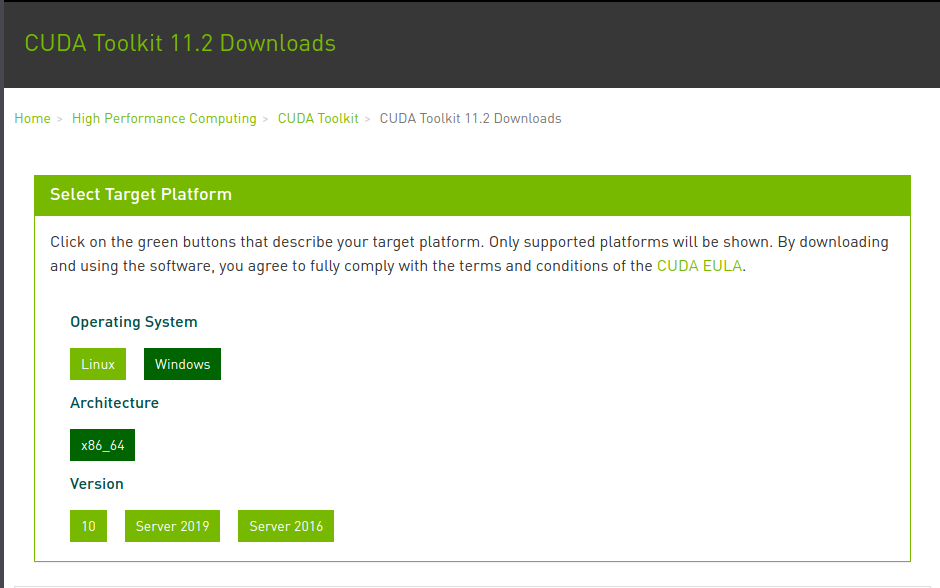 CUDA Toolkit 11.2 Downloads
Home > High Performance Computing > CUDA Toolkit > CUDA Toolkit 11.2 Downloads
Select Target Platform
Click on the green buttons that describe your target platform. Only supported platforms will be shown. By downloading
and using the software, you agree to fully comply with the terms and conditions of the CUDA EULA.
Operating System
Linux Windows
Architecture
x86_64
Version
10 Server 2019 Server 2016